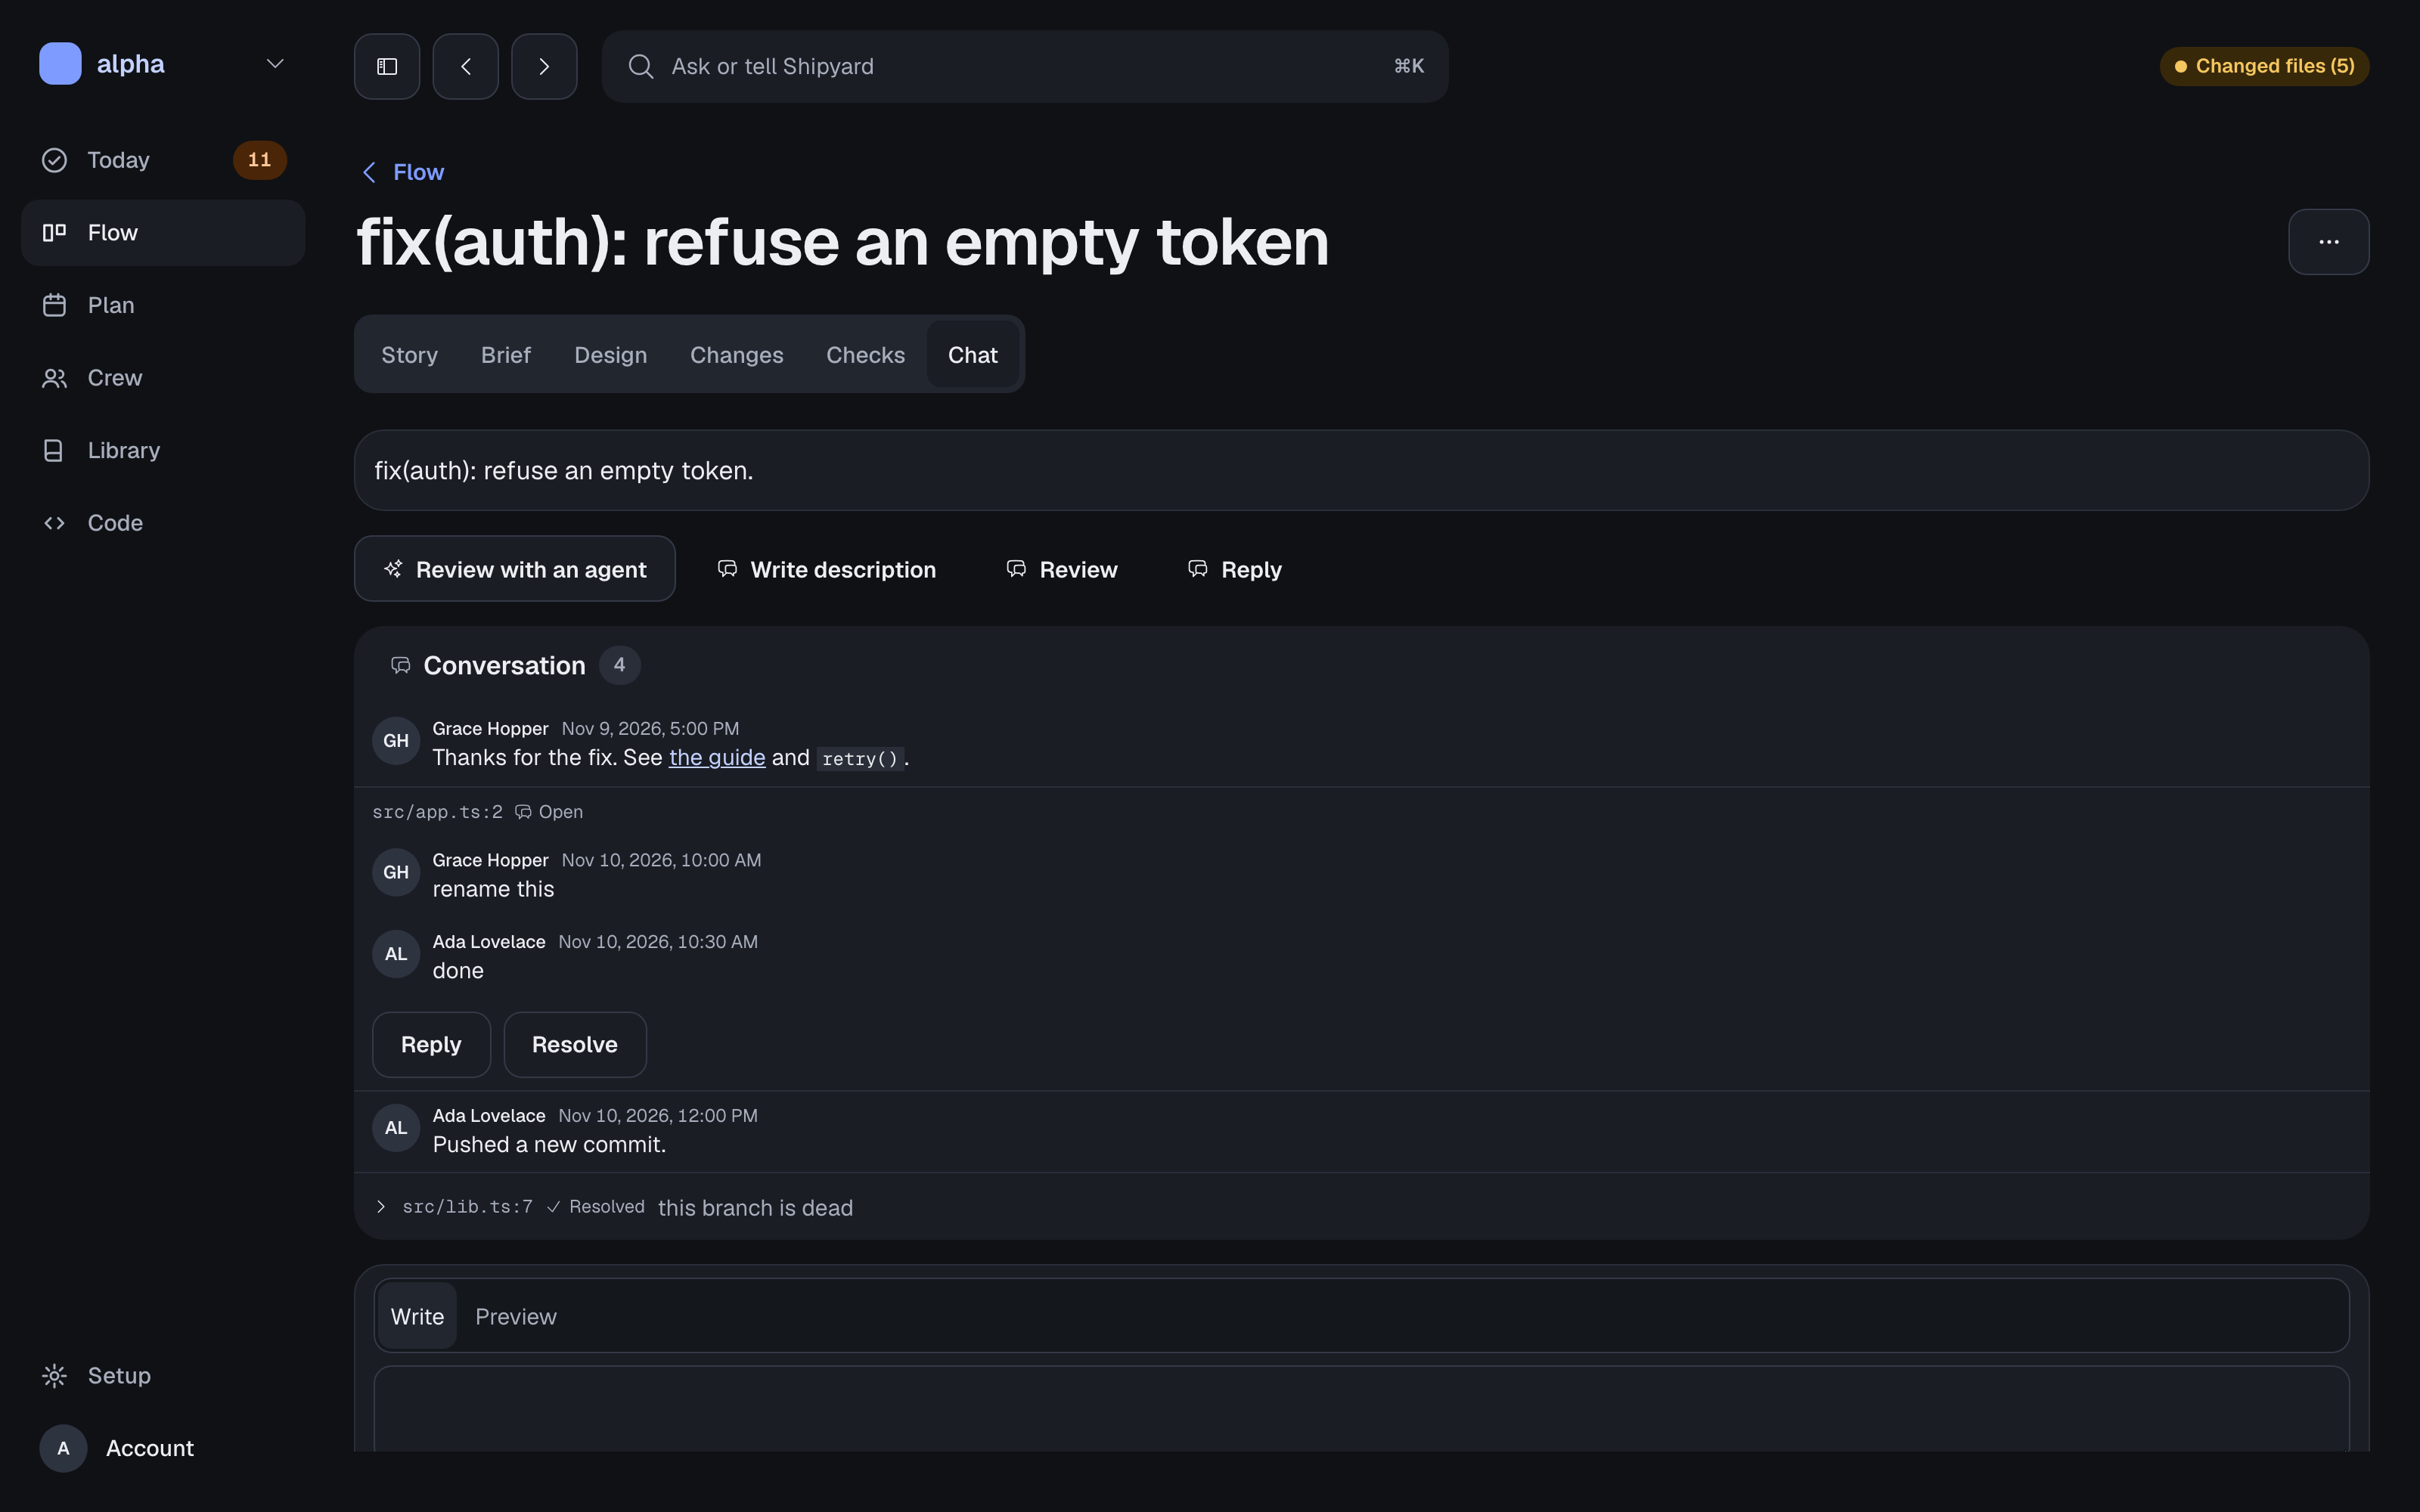 alpha
Ask or tell Shipyard ⌘K
Changed files (5)
Today 11
Flow
Plan
Crew
Library
Code
Setup
A Account
Flow
fix(auth): refuse an empty token
Story Brief Design Changes Checks Chat
fix(auth): refuse an empty token.
Review with an agent Write description Review Reply
Conversation 4
GH Grace Hopper Nov 9, 2026, 5:00 PM
Thanks for the fix. See the guide and retry().
src/app.ts:2 Open
GH Grace Hopper Nov 10, 2026, 10:00 AM
rename this
AL Ada Lovelace Nov 10, 2026, 10:30 AM
done
Reply Resolve
AL Ada Lovelace Nov 10, 2026, 12:00 PM
Pushed a new commit.
src/lib.ts:7 Resolved this branch is dead
Write Preview